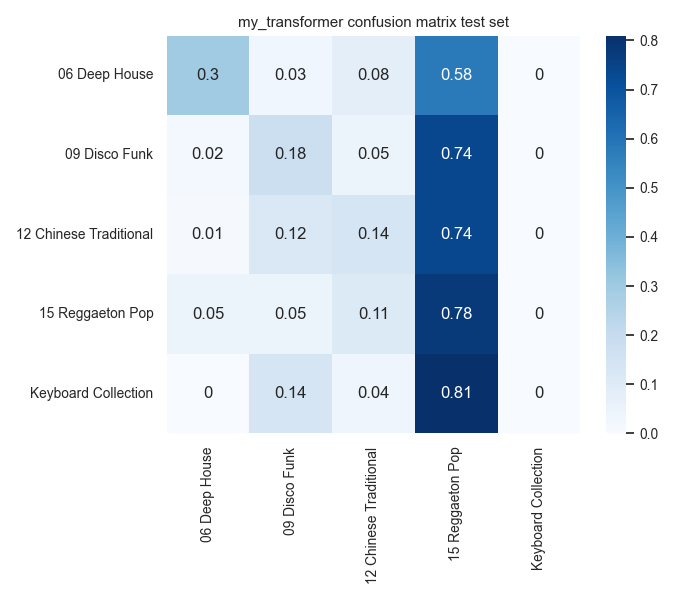 my_transformer confusion matrix test set
06 Deep House 0.3 0.03 0.08 0.58 0
09 Disco Funk 0.02 0.18 0.05 0.74 0
12 Chinese Traditional 0.01 0.12 0.14 0.74 0
15 Reggaeton Pop 0.05 0.05 0.11 0.78 0
Keyboard Collection 0 0.14 0.04 0.81 0
06 Deep House
09 Disco Funk
12 Chinese Traditional
15 Reggaeton Pop
Keyboard Collection
0.8
0.7
0.6
0.5
0.4
0.3
0.2
0.1
0.0